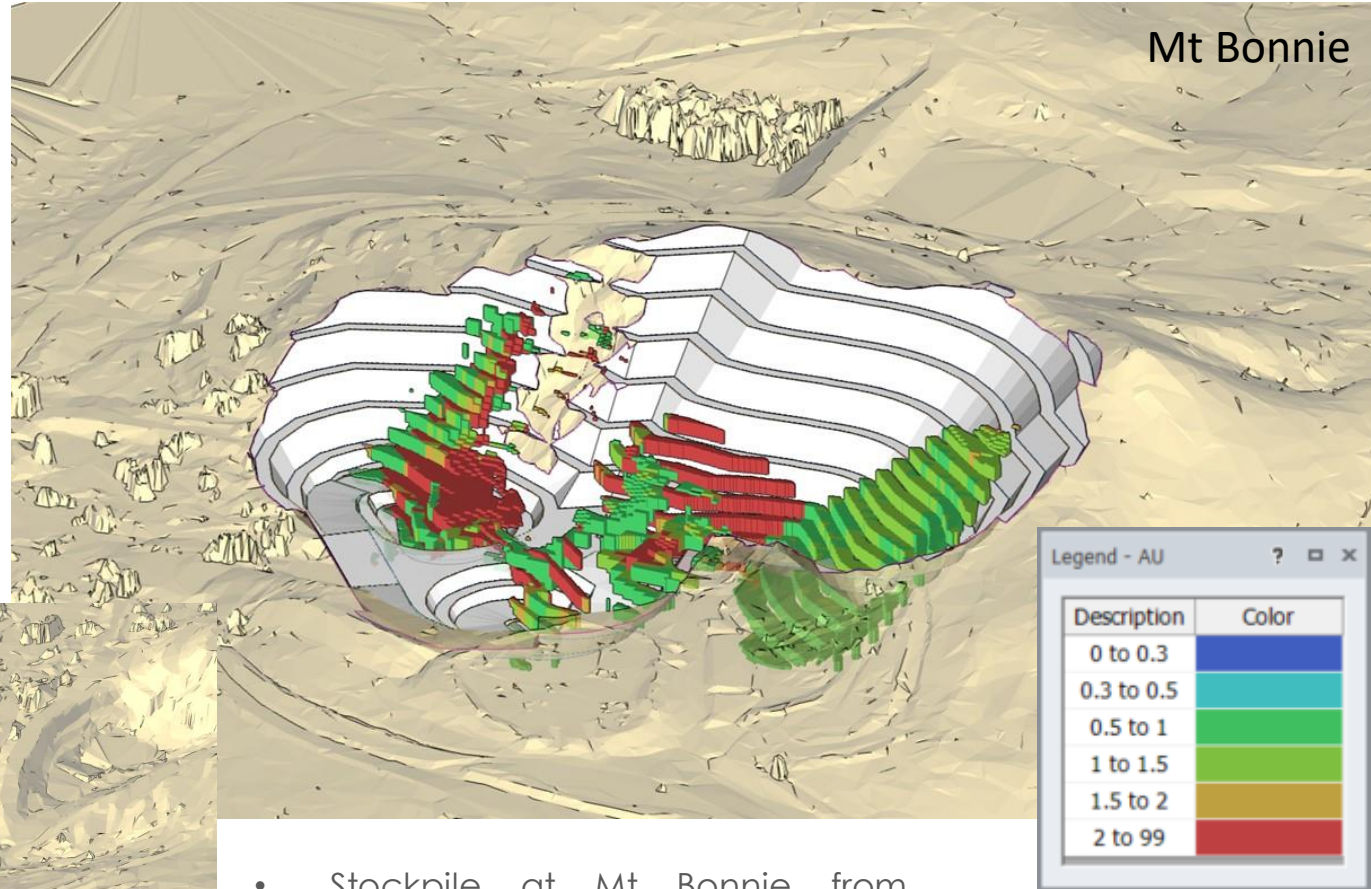 Mt Bonnie
Legend - AU ? □ ×
Description Color
0 to 0.3
0.3 to 0.5
0.5 to 1
1 to 1.5
1.5 to 2
2 to 99
• Stockpile at Mt Bonnie from